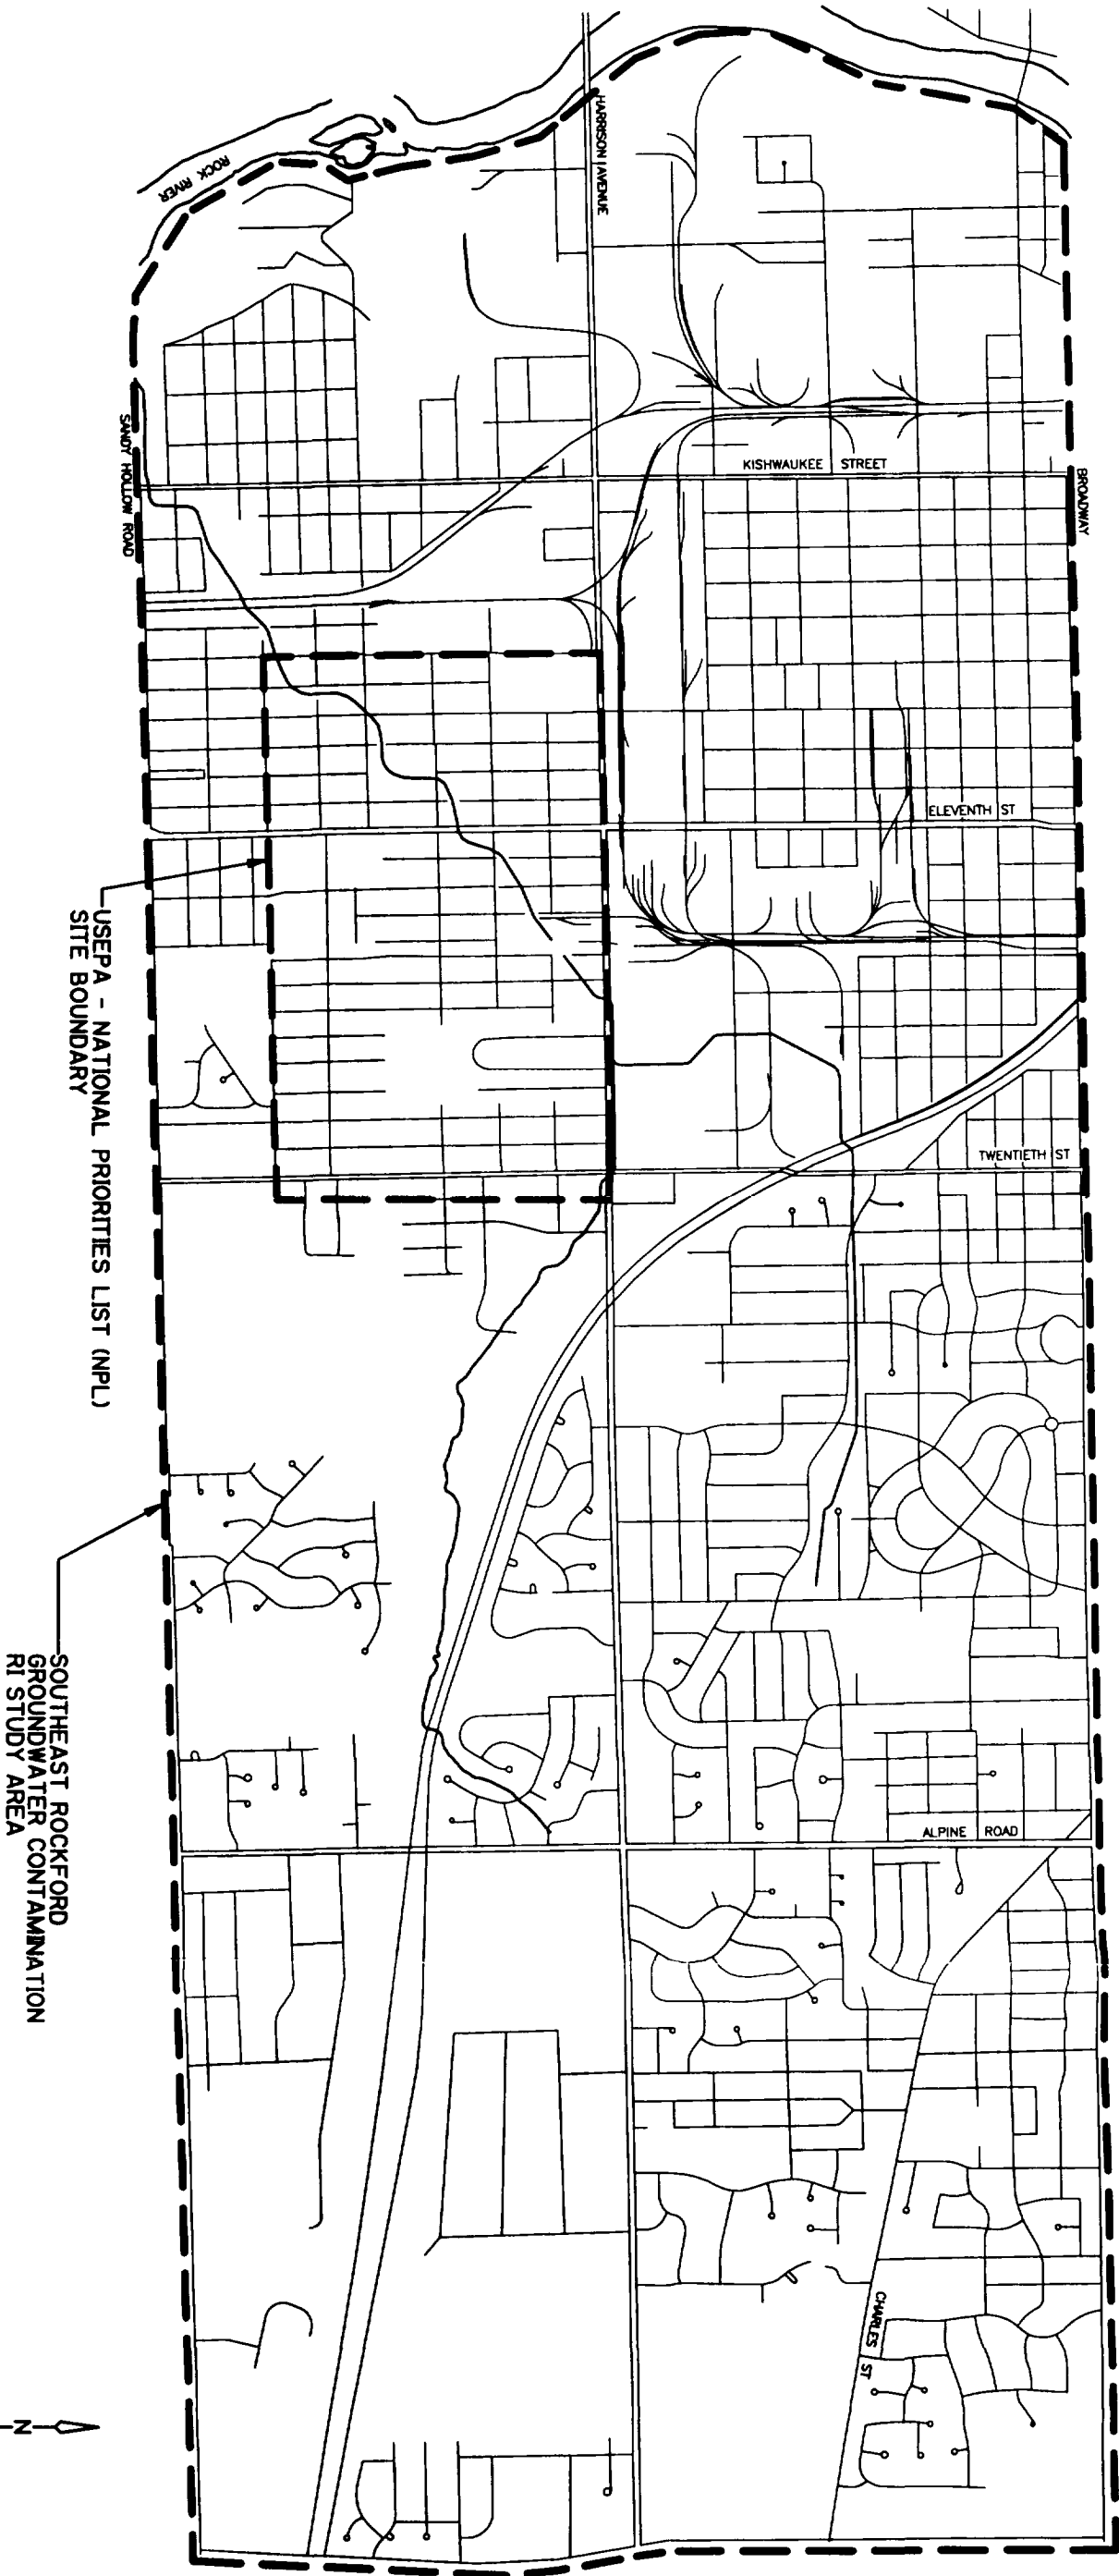 BROADWAY
HARRISON AVENUE
ROCK RIVER
SANDY HOLLOW ROAD
KISHWAUKEE STREET
ELEVENTH ST
TWENTIETH ST
ALPINE ROAD
CHARLES ST
USEPA - NATIONAL PRIORITIES LIST (NPL)
SITE BOUNDARY
SOUTHEAST ROCKFORD
GROUNDWATER CONTAMINATION
RI STUDY AREA
N